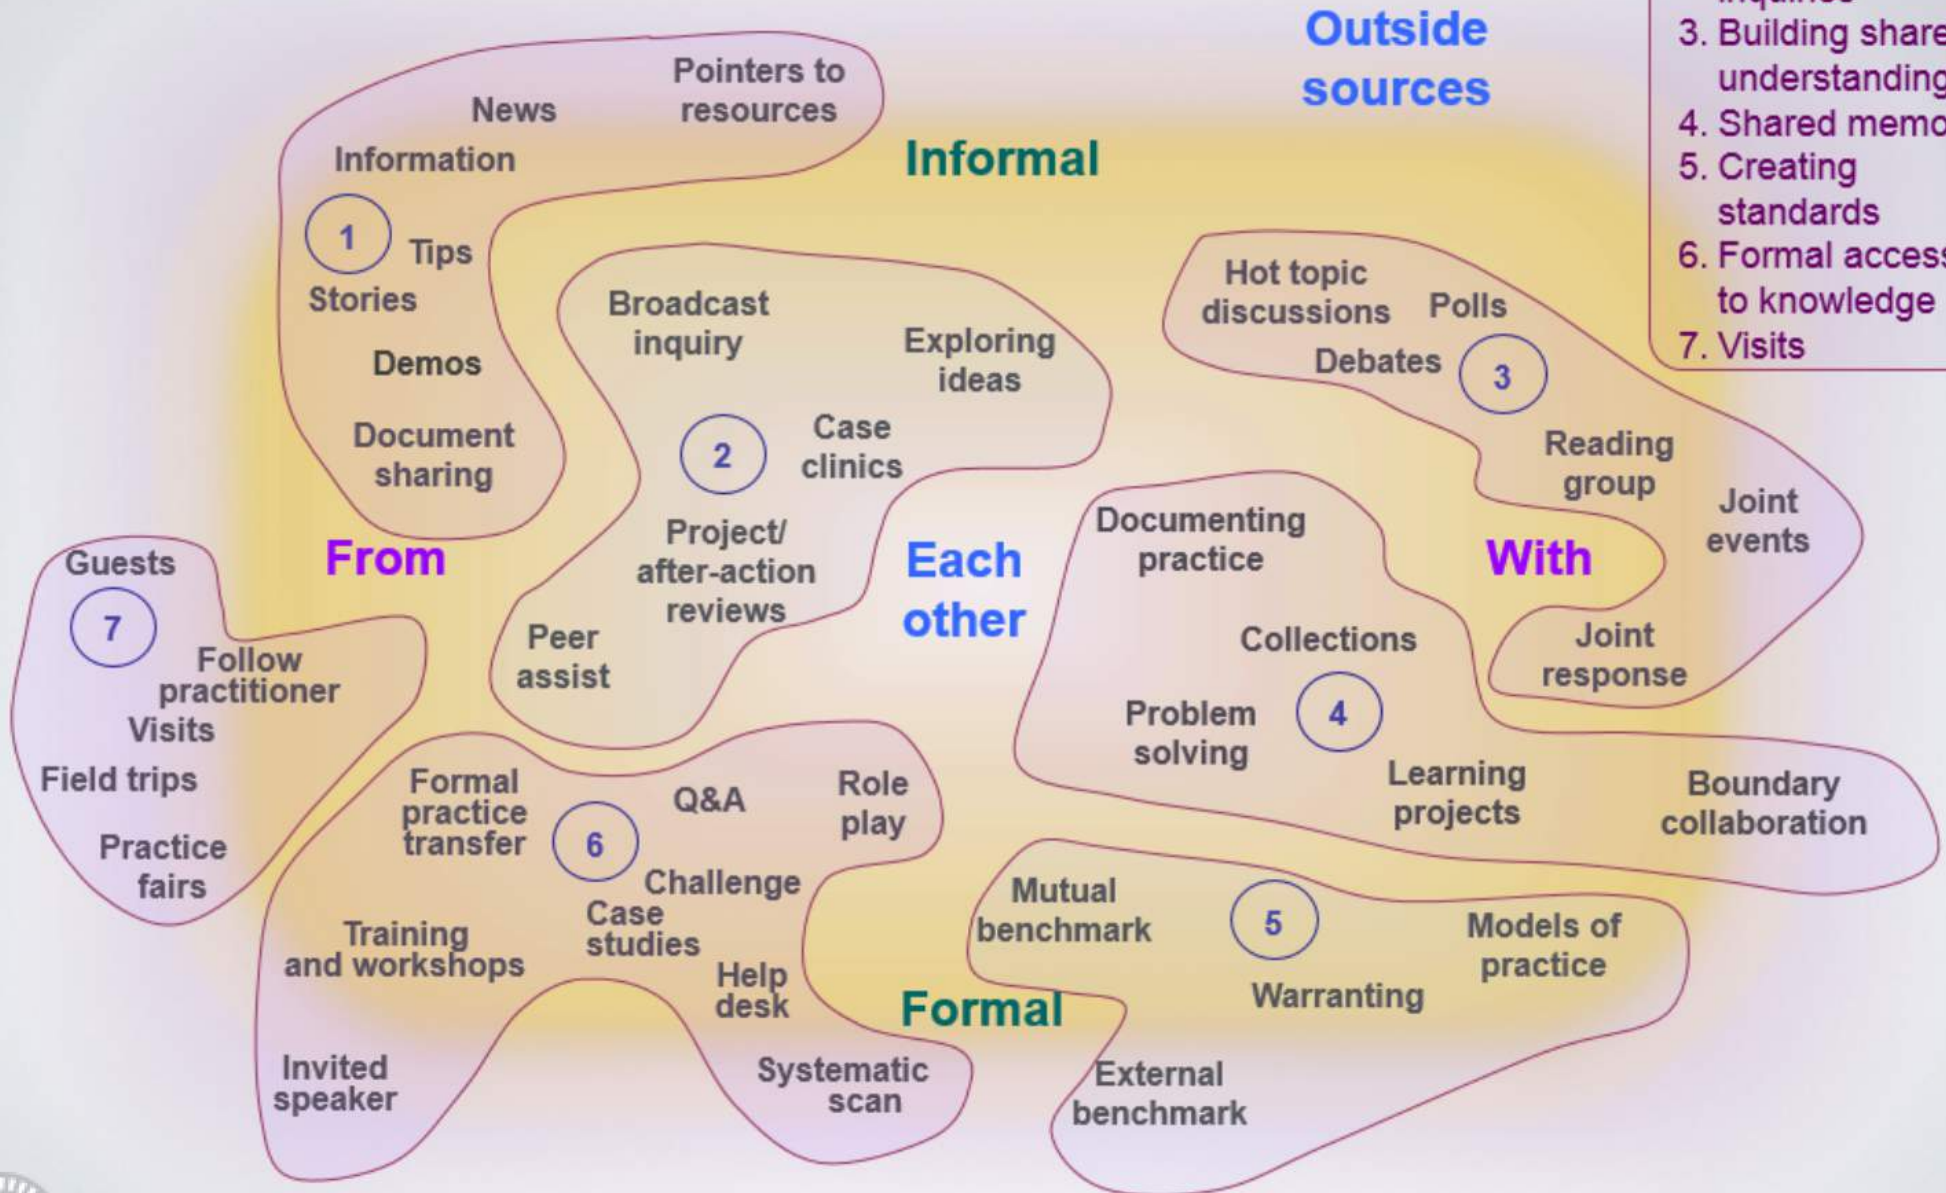 Outside
sources
3. Building share
understanding
4. Shared memo
5. Creating
standards
6. Formal access
to knowledge
7. Visits
Informal
Pointers to
resources
News
Information
1
Tips
Stories
Demos
Document
sharing
Broadcast
inquiry
Exploring
ideas
2
Case
clinics
Project/
after-action
reviews
Peer
assist
Hot topic
discussions
Polls
Debates
3
Reading
group
Joint
events
Joint
response
From
Each
other
With
Documenting
practice
Collections
4
Problem
solving
Learning
projects
Boundary
collaboration
Guests
7
Follow
practitioner
Visits
Field trips
Practice
fairs
Formal
practice
transfer
6
Q&A
Role
play
Challenge
Case
studies
Training
and workshops
Help
desk
Invited
speaker
Systematic
scan
Formal
Mutual
benchmark
5
Models of
practice
Warranting
External
benchmark